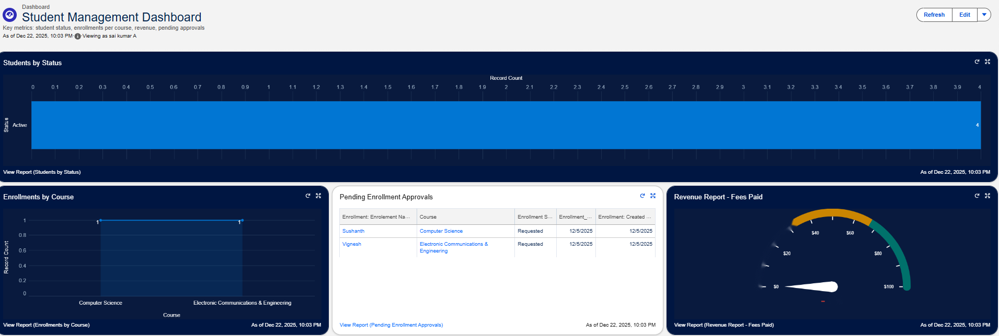 Dashboard
Student Management Dashboard
Key metrics: student status, enrollments per course, revenue, pending approvals
As of Dec 22, 2025, 10:03 PM·Viewing as sai kumar A
Refresh
Edit
Students by Status
Record Count
0 0.1 0.2 0.3 0.4 0.5 0.6 0.7 0.8 0.9 1 1.1 1.2 1.3 1.4 1.5 1.6 1.7 1.8 1.9 2 2.1 2.2 2.3 2.4 2.5 2.6 2.7 2.8 2.9 3 3.1 3.2 3.3 3.4 3.5 3.6 3.7 3.8 3.9 4
Status
Active
4
View Report (Students by Status)
As of Dec 22, 2025, 10:03 PM
Enrollments by Course
Record Count
1
0.8
0.6
0.4
0.2
0
1
1
Computer Science
Electronic Communications & Engineering
Course
View Report (Enrollments by Course)
As of Dec 22, 2025, 10:03 PM
Pending Enrollment Approvals
Enrollment: Enrolement Na... Course Enrollment S... Enrollment_... Enrollment: Created ...
Sushanth Computer Science Requested 12/5/2025 12/5/2025
Vignesh Electronic Communications & Requested 12/5/2025 12/5/2025
Engineering
View Report (Pending Enrollment Approvals)
As of Dec 22, 2025, 10:03 PM
Revenue Report - Fees Paid
$0
$20
$40
$60
$80
$100
View Report (Revenue Report - Fees Paid)
As of Dec 22, 2025, 10:03 PM